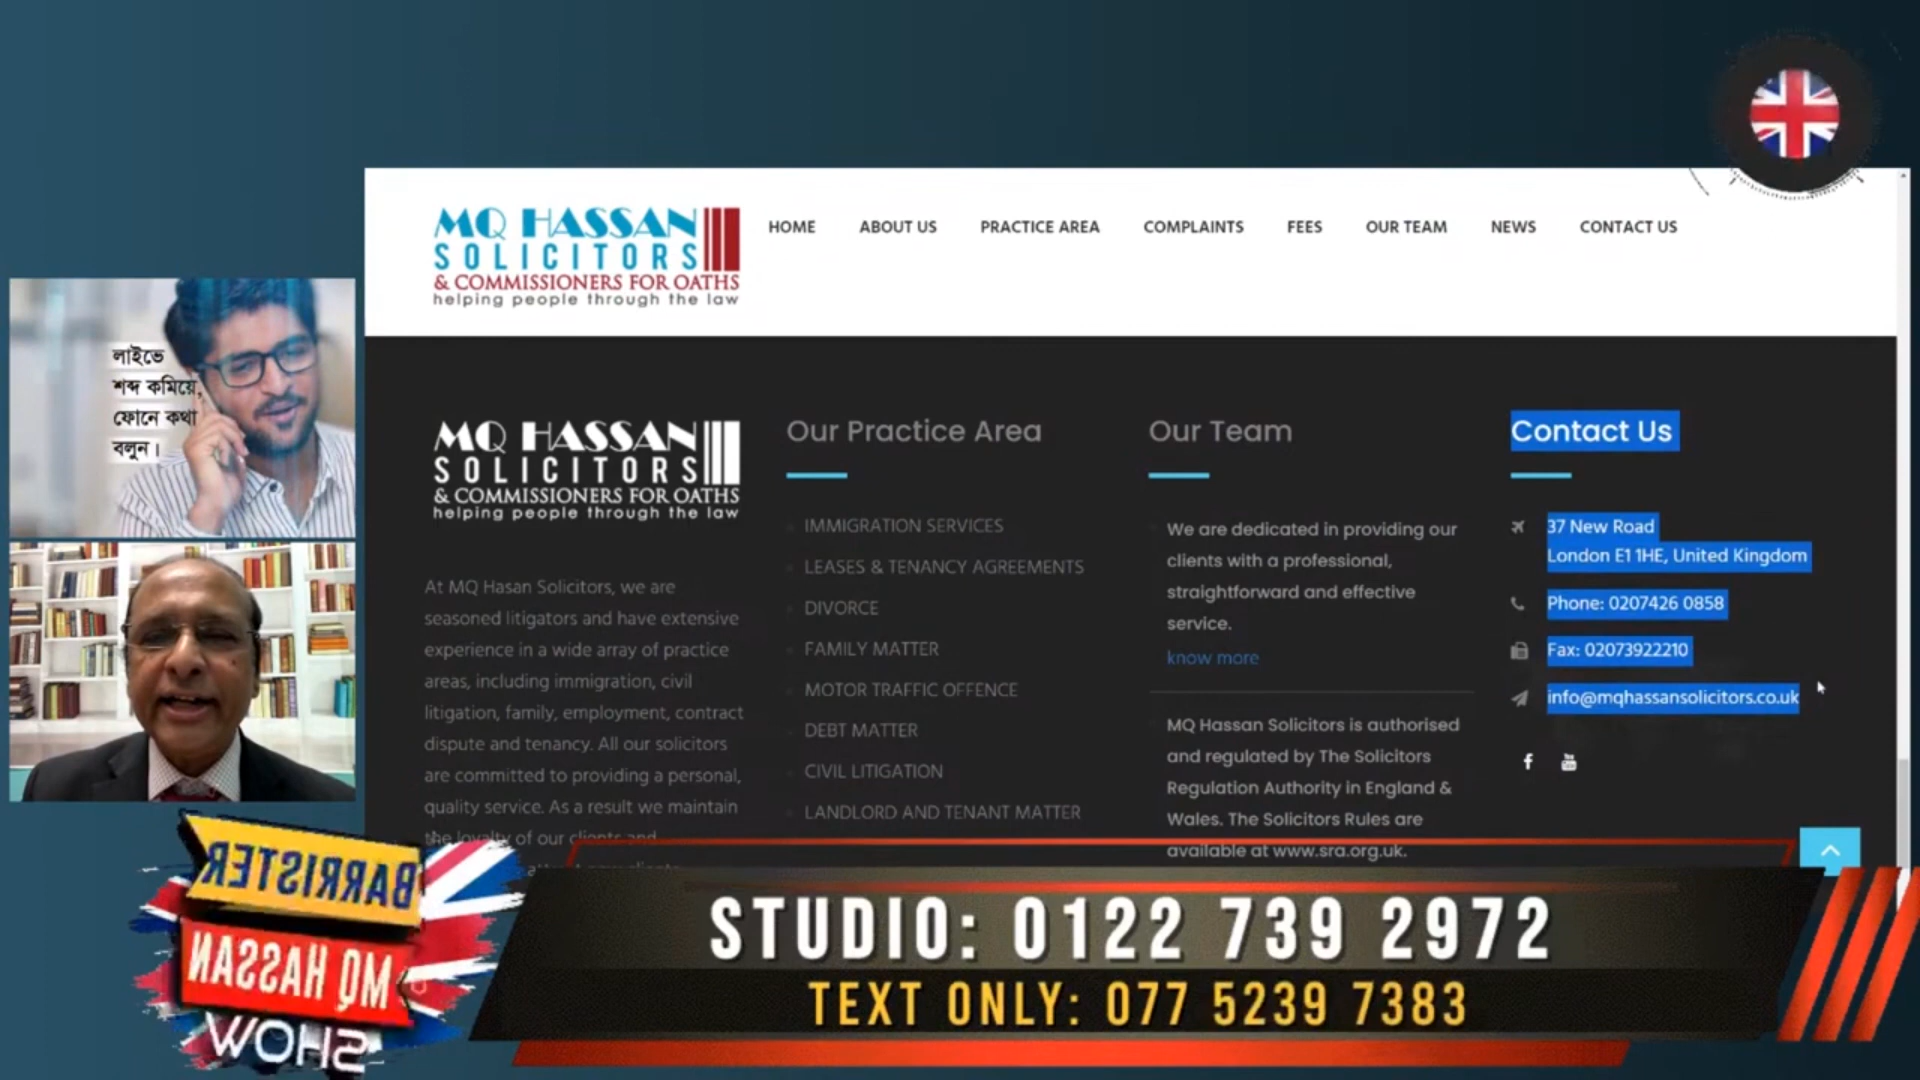 MQ HASSAN
SOLICITORS
& COMMISSIONERS FOR OATHS
helping people through the law
HOME
ABOUT US
PRACTICE AREA
COMPLAINTS
FEES
OUR TEAM
NEWS
CONTACT US
লাইভে
শব্দ কমিয়ে,
ফোনে কথা
বলুন।
MQ HASSAN
SOLICITORS
& COMMISSIONERS FOR OATHS
helping people through the law
At MQ Hasan Solicitors, we are
seasoned litigators and have extensive
experience in a wide array of practice
areas, including immigration, civil
litigation, family, employment, contract
dispute and tenancy. All our solicitors
are committed to providing a personal,
quality service. As a result we maintain
the loyalty of our clients and
Our Practice Area
IMMIGRATION SERVICES
LEASES & TENANCY AGREEMENTS
DIVORCE
FAMILY MATTER
MOTOR TRAFFIC OFFENCE
DEBT MATTER
CIVIL LITIGATION
LANDLORD AND TENANT MATTER
Our Team
We are dedicated in providing our
clients with a professional,
straightforward and effective
service.
know more
MQ Hassan Solicitors is authorised
and regulated by The Solicitors
Regulation Authority in England &
Wales. The Solicitors Rules are
available at www.sra.org.uk.
Contact Us
37 New Road
London E1 1HE, United Kingdom
Phone: 0207426 0858
Fax: 02073922210
info@mqhassansolicitors.co.uk
BARRISTER
MQ HASSAN
SHOW
STUDIO: 0122 739 2972
TEXT ONLY: 077 5239 7383